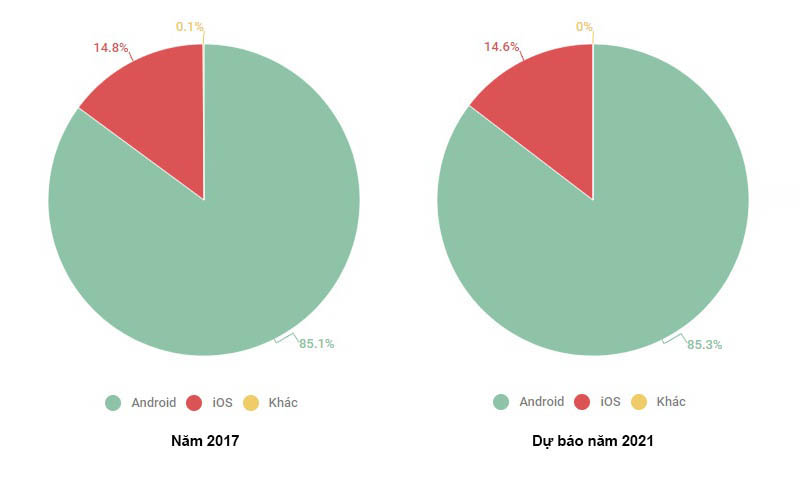 0.1%
14.8%
85.1%
Android iOS Khác
Năm 2017
0%
14.6%
85.3%
Android iOS Khác
Dự báo năm 2021